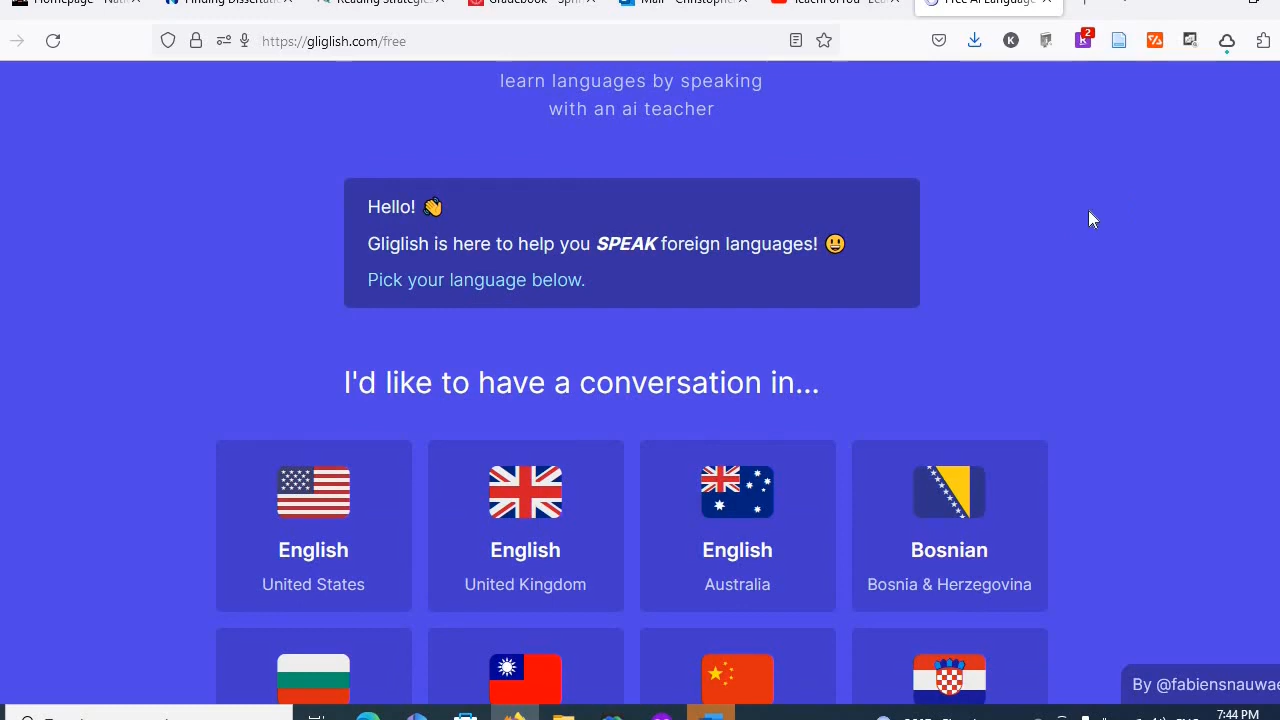 https://gliglish.com/free
2
learn languages by speaking
with an ai teacher
Hello! 👋
Gliglish is here to help you SPEAK foreign languages! 😃
Pick your language below.
I'd like to have a conversation in...
English
United States
English
United Kingdom
English
Australia
Bosnian
Bosnia & Herzegovina
By @fabiensnauwae
7:44 PM